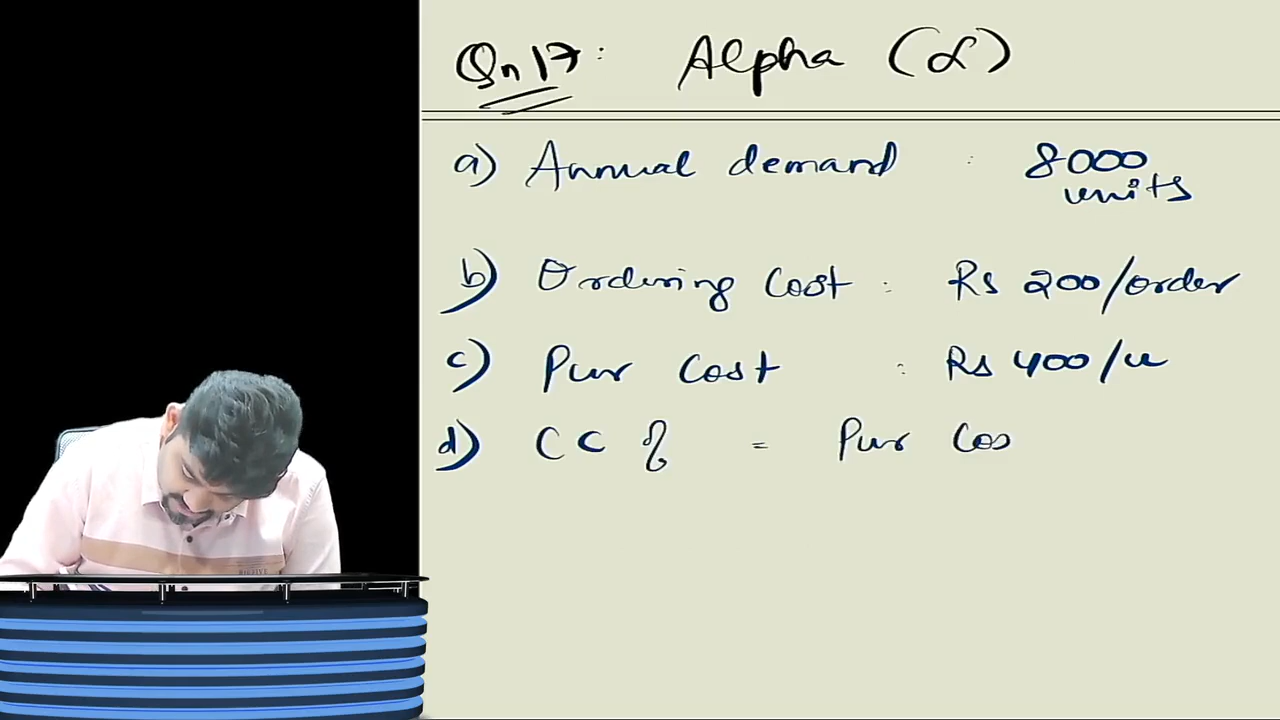 Qn 17: Alpha (α)
a) Annual demand : 8000
units
b) Ordering Cost : Rs 200/order
c) Pur Cost : Rs 400/u
d) CC % = Pur Cos